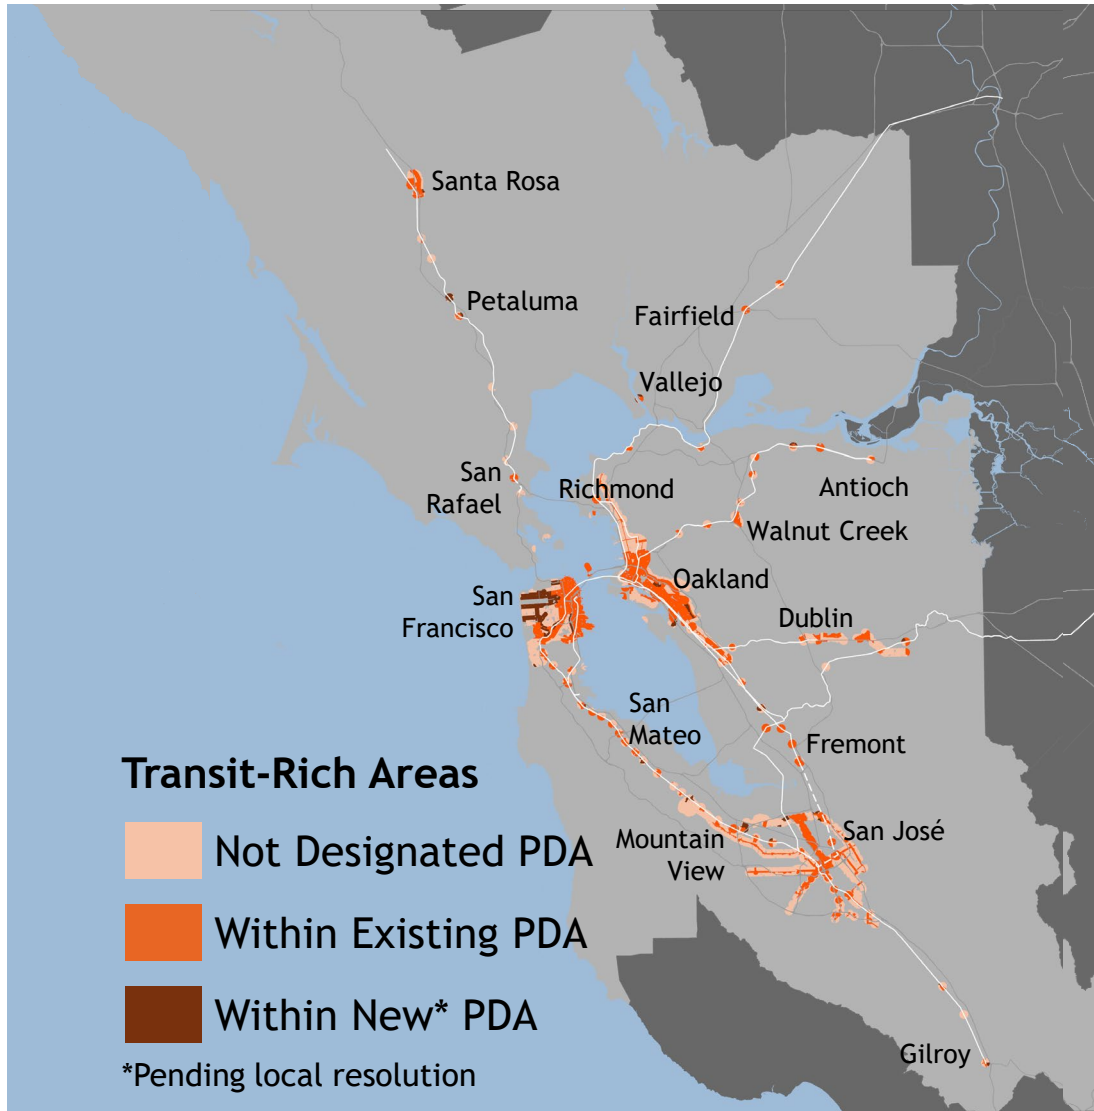 Santa Rosa
Petaluma
Fairfield
Vallejo
San
Rafael
Richmond
Antioch
Walnut Creek
Oakland
San
Francisco
Dublin
San
Mateo
Fremont
Transit-Rich Areas
Not Designated PDA
Within Existing PDA
Within New* PDA
*Pending local resolution
Mountain
View
San José
Gilroy